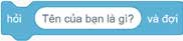 hỏi Tên của bạn là gì? và đợi